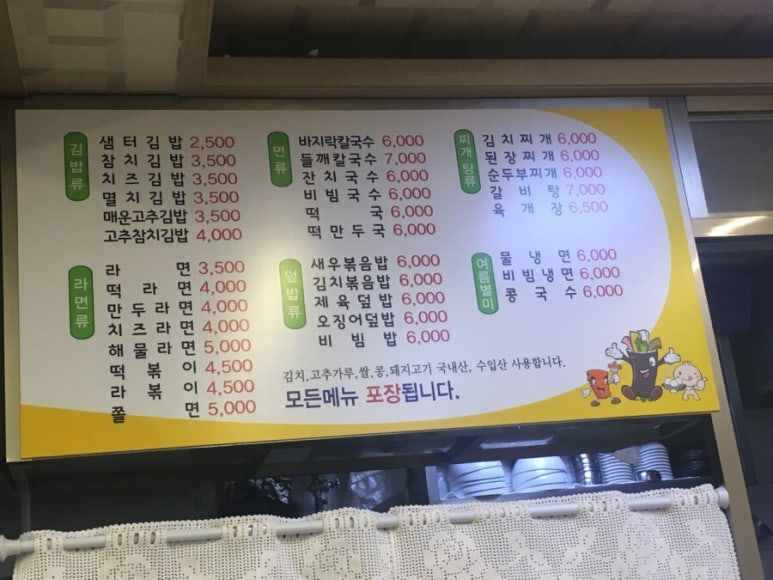 김밥류
샘터김밥 2,500
참치김밥 3,500
치즈김밥 3,500
멸치김밥 3,500
매운고추김밥 3,500
고추참치김밥 4,000
면류
바지락칼국수 6,000
들깨칼국수 7,000
잔치국수 6,000
비빔국수 6,000
떡국 6,000
떡만두국 6,000
찌개탕류
김치찌개 6,000
된장찌개 6,000
순두부찌개 6,000
갈비탕 7,000
육개장 6,500
라면류
라면 3,500
떡라면 4,000
만두라면 4,000
치즈라면 4,000
해물라면 5,000
떡볶이 4,500
라볶이 4,500
쫄면 5,000
덮밥류
새우볶음밥 6,000
김치볶음밥 6,000
제육덮밥 6,000
오징어덮밥 6,000
비빔밥 6,000
여름별미
물냉면 6,000
비빔냉면 6,000
콩국수 6,000
김치,고추가루,쌀,콩,돼지고기 국내산, 수입산 사용합니다.
모든메뉴 포장됩니다.